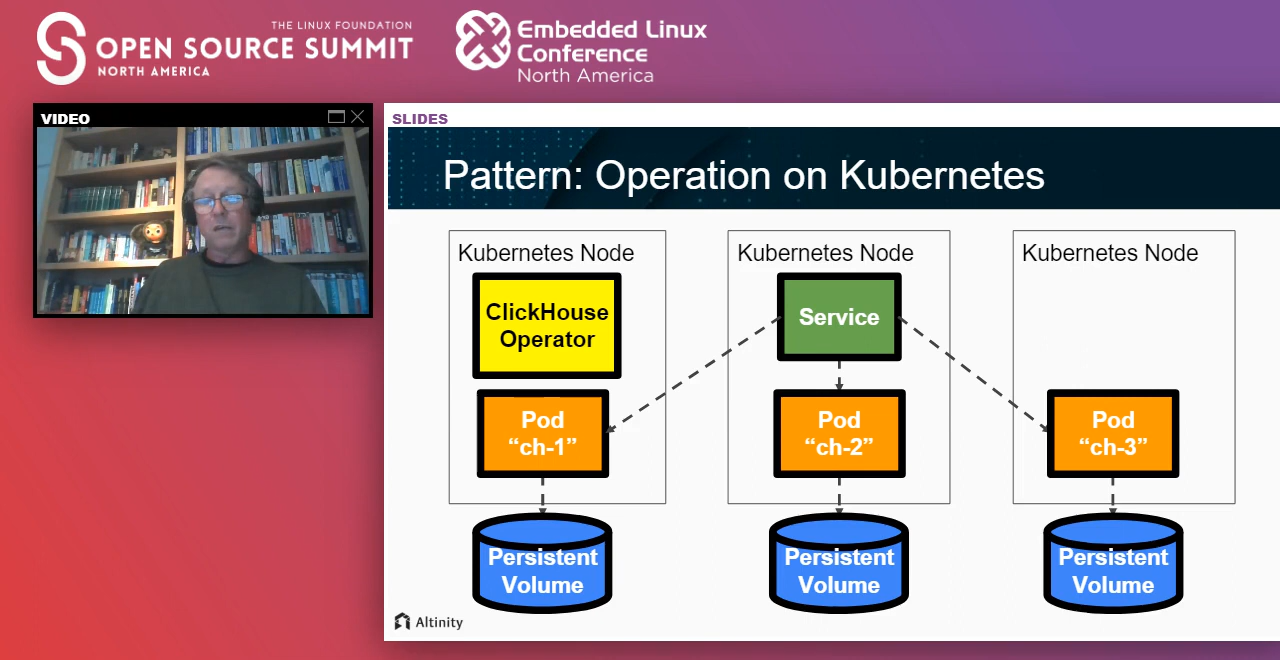 THE LINUX FOUNDATION
OPEN SOURCE SUMMIT
NORTH AMERICA
Embedded Linux
Conference
North America
VIDEO
SLIDES
Pattern: Operation on Kubernetes
Kubernetes Node
ClickHouse
Operator
Pod
“ch-1”
Persistent
Volume
Kubernetes Node
Service
Pod
“ch-2”
Persistent
Volume
Kubernetes Node
Pod
“ch-3”
Persistent
Volume
Altinity